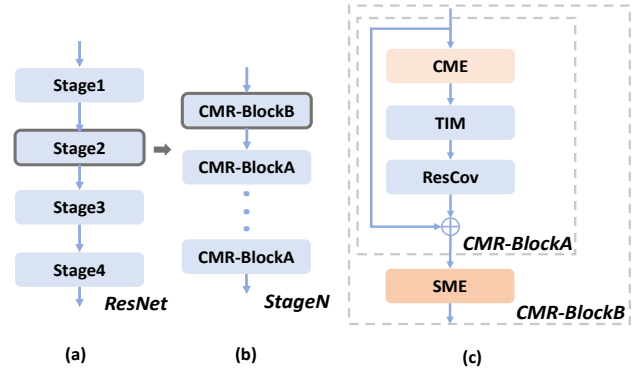 Stage1
Stage2
Stage3
Stage4
ResNet
(a)
CMR-BlockB
CMR-BlockA
CMR-BlockA
StageN
(b)
CME
TIM
ResCov
CMR-BlockA
SME
CMR-BlockB
(c)